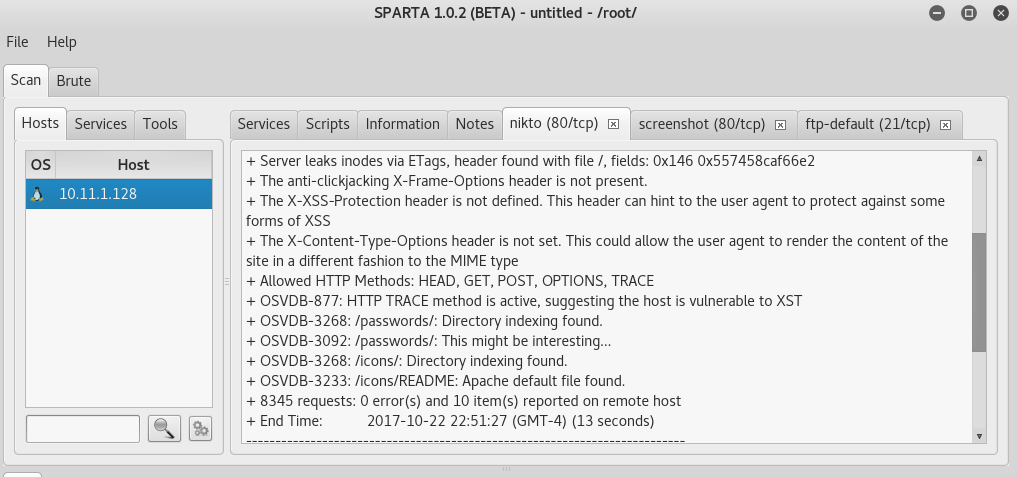 SPARTA 1.0.2 (BETA) - untitled - /root/
File Help
Scan Brute
Hosts Services Tools
Services Scripts Information Notes nikto (80/tcp) screenshot (80/tcp) ftp-default (21/tcp)
OS Host
10.11.1.128
+ Server leaks inodes via ETags, header found with file /, fields: 0x146 0x557458caf66e2
+ The anti-clickjacking X-Frame-Options header is not present.
+ The X-XSS-Protection header is not defined. This header can hint to the user agent to protect against some
forms of XSS
+ The X-Content-Type-Options header is not set. This could allow the user agent to render the content of the
site in a different fashion to the MIME type
+ Allowed HTTP Methods: HEAD, GET, POST, OPTIONS, TRACE
+ OSVDB-877: HTTP TRACE method is active, suggesting the host is vulnerable to XST
+ OSVDB-3268: /passwords/: Directory indexing found.
+ OSVDB-3092: /passwords/: This might be interesting...
+ OSVDB-3268: /icons/: Directory indexing found.
+ OSVDB-3233: /icons/README: Apache default file found.
+ 8345 requests: 0 error(s) and 10 item(s) reported on remote host
+ End Time: 2017-10-22 22:51:27 (GMT-4) (13 seconds)
---------------------------------------------------------------------------